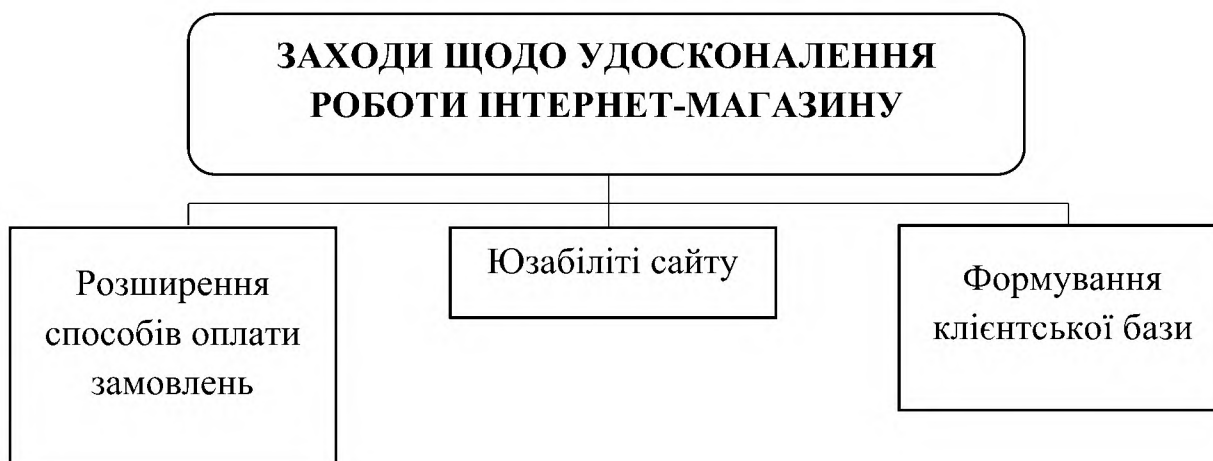 ЗАХОДИ ЩОДО УДОСКОНАЛЕННЯ
РОБОТИ ІНТЕРНЕТ-МАГАЗИНУ
Розширення
способів оплати
замовлень
Юзабіліті сайту
Формування
клієнтської бази